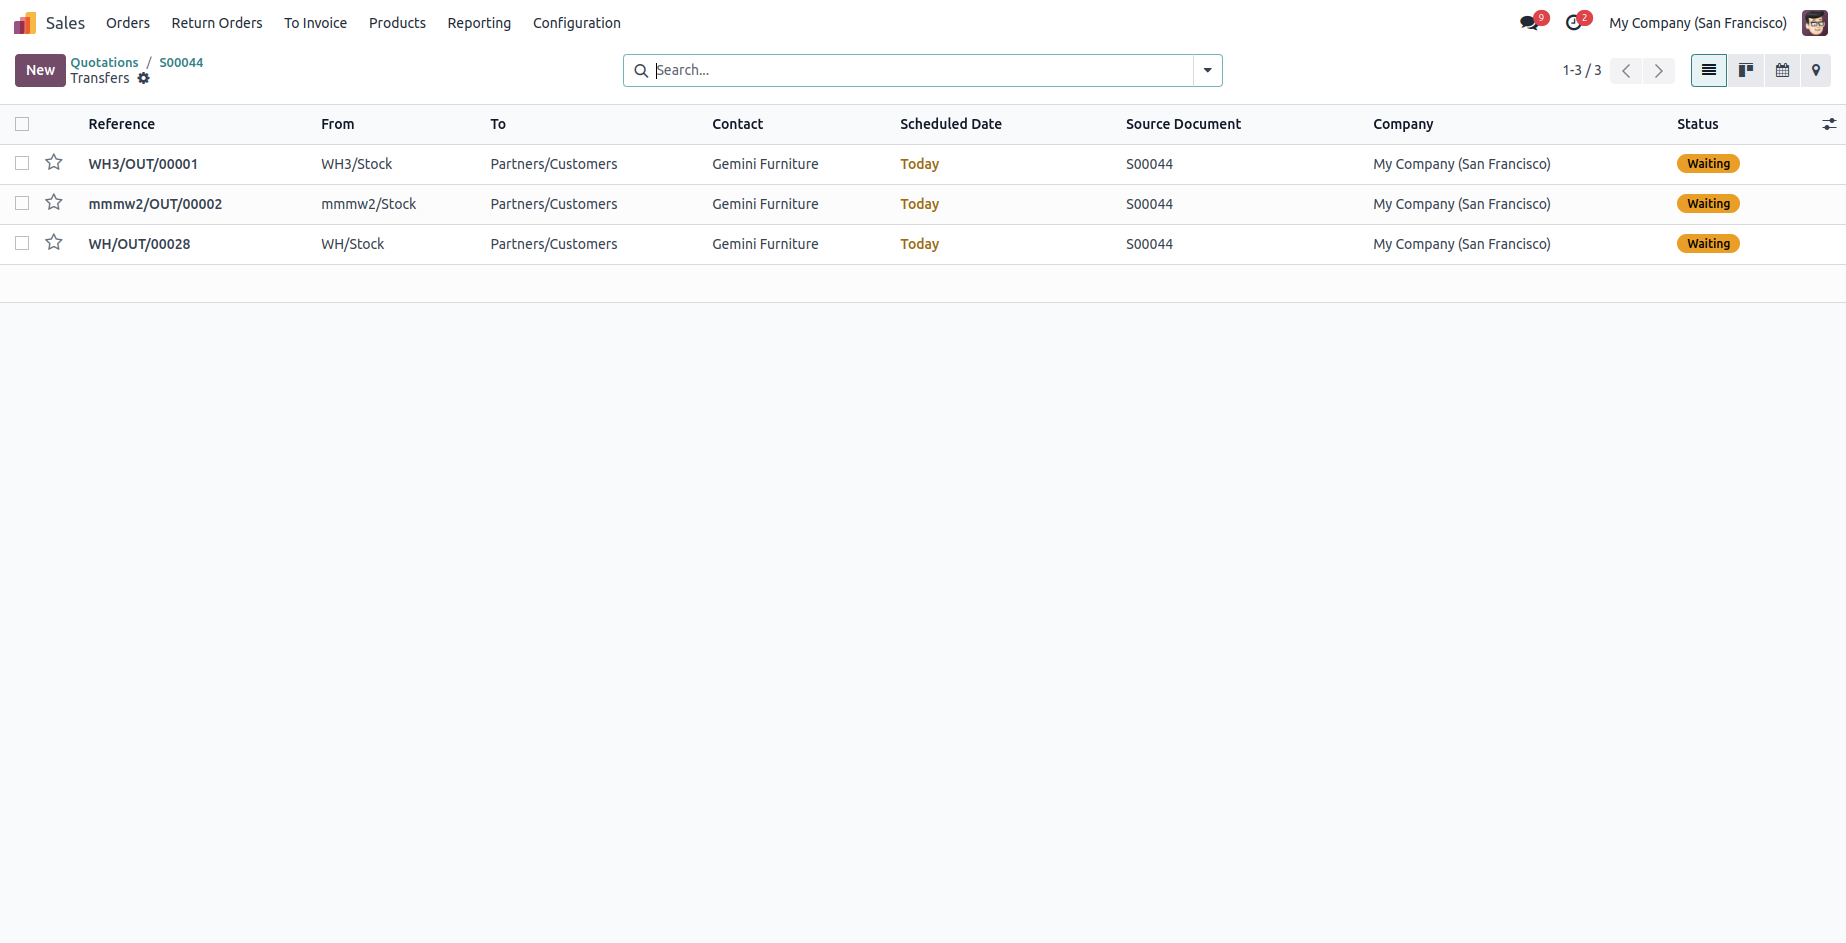 Sales Orders Return Orders To Invoice Products Reporting Configuration 9 2 My Company (San Francisco)
New Quotations / S00044 Search... 1-3 / 3
Transfers
Reference From To Contact Scheduled Date Source Document Company Status
WH3/OUT/00001 WH3/Stock Partners/Customers Gemini Furniture Today S00044 My Company (San Francisco) Waiting
mmmw2/OUT/00002 mmmw2/Stock Partners/Customers Gemini Furniture Today S00044 My Company (San Francisco) Waiting
WH/OUT/00028 WH/Stock Partners/Customers Gemini Furniture Today S00044 My Company (San Francisco) Waiting